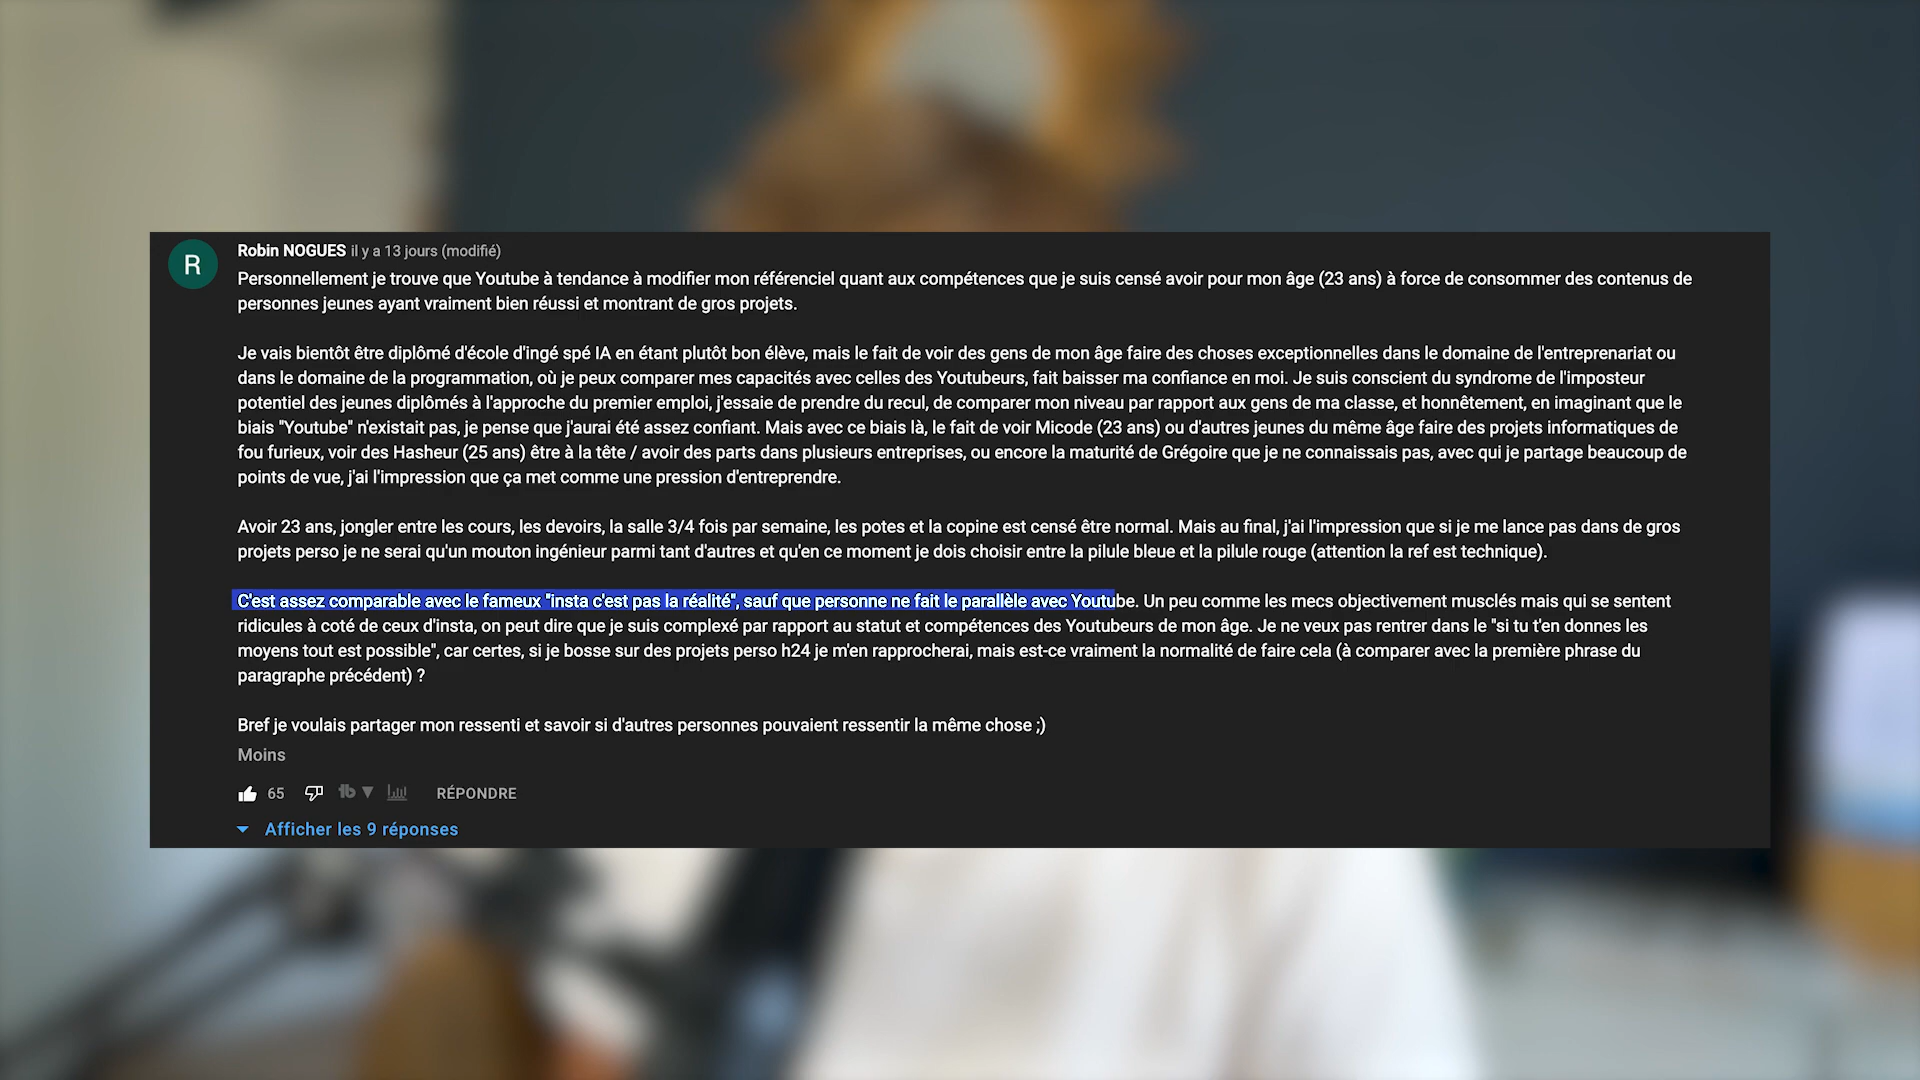 R
Robin NOGUES il y a 13 jours (modifié)
Personnellement je trouve que Youtube à tendance à modifier mon référenciel quant aux compétences que je suis censé avoir pour mon âge (23 ans) à force de consommer des contenus de
personnes jeunes ayant vraiment bien réussi et montrant de gros projets.
Je vais bientôt être diplômé d'école d'ingé spé IA en étant plutôt bon élève, mais le fait de voir des gens de mon âge faire des choses exceptionnelles dans le domaine de l'entreprenariat ou
dans le domaine de la programmation, où je peux comparer mes capacités avec celles des Youtubeurs, fait baisser ma confiance en moi. Je suis conscient du syndrome de l'imposteur
potentiel des jeunes diplômés à l'approche du premier emploi, j'essaie de prendre du recul, de comparer mon niveau par rapport aux gens de ma classe, et honnêtement, en imaginant que le
biais "Youtube" n'existait pas, je pense que j'aurai été assez confiant. Mais avec ce biais là, le fait de voir Micode (23 ans) ou d'autres jeunes du même âge faire des projets informatiques de
fou furieux, voir des Hasheur (25 ans) être à la tête / avoir des parts dans plusieurs entreprises, ou encore la maturité de Grégoire que je ne connaissais pas, avec qui je partage beaucoup de
points de vue, j'ai l'impression que ça met comme une pression d'entreprendre.
Avoir 23 ans, jongler entre les cours, les devoirs, la salle 3/4 fois par semaine, les potes et la copine est censé être normal. Mais au final, j'ai l'impression que si je me lance pas dans de gros
projets perso je ne serai qu'un mouton ingénieur parmi tant d'autres et qu'en ce moment je dois choisir entre la pilule bleue et la pilule rouge (attention la ref est technique).
C'est assez comparable avec le fameux "insta c'est pas la réalité", sauf que personne ne fait le parallèle avec Youtube. Un peu comme les mecs objectivement musclés mais qui se sentent
ridicules à coté de ceux d'insta, on peut dire que je suis complexé par rapport au statut et compétences des Youtubeurs de mon âge. Je ne veux pas rentrer dans le "si tu t'en donnes les
moyens tout est possible", car certes, si je bosse sur des projets perso h24 je m'en rapprocherai, mais est-ce vraiment la normalité de faire cela (à comparer avec la première phrase du
paragraphe précédent) ?
Bref je voulais partager mon ressenti et savoir si d'autres personnes pouvaient ressentir la même chose ;)
Moins
65 RÉPONDRE
Afficher les 9 réponses